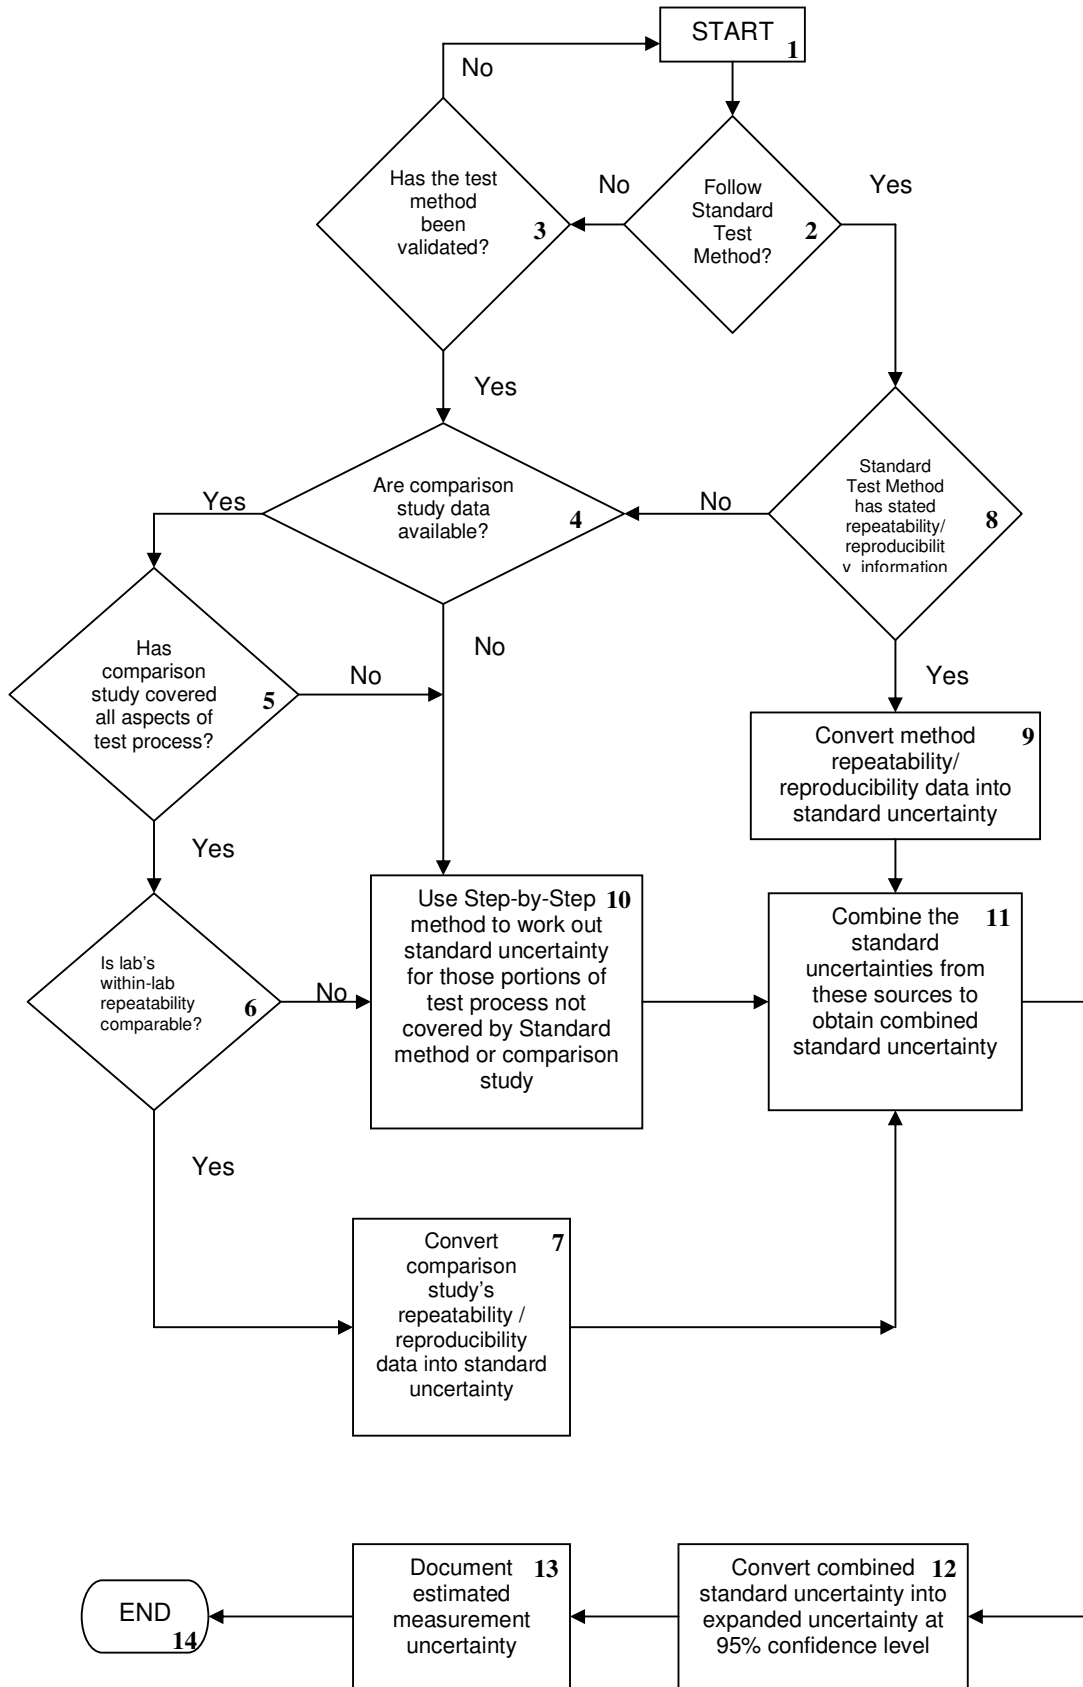 START
1
No
Has the test
method
been
validated?
3
No
Follow
Standard
Test
Method?
2
Yes
Yes
Are comparison
study data
available?
4
Yes
No
Standard
Test Method
has stated
repeatability/
reproducibilit
y information
8
No
Has
comparison
study covered
all aspects of
test process?
5
No
Yes
Convert method
repeatability/
reproducibility data into
standard uncertainty
9
Yes
Is lab's
within-lab
repeatability
comparable?
6
No
Use Step-by-Step
method to work out
standard uncertainty
for those portions of
test process not
covered by Standard
method or comparison
study
10
Combine the
standard
uncertainties from
these sources to
obtain combined
standard uncertainty
11
Yes
Convert
comparison
study's
repeatability /
reproducibility
data into standard
uncertainty
7
END
14
Document
estimated
measurement
uncertainty
13
Convert combined
standard uncertainty into
expanded uncertainty at
95% confidence level
12